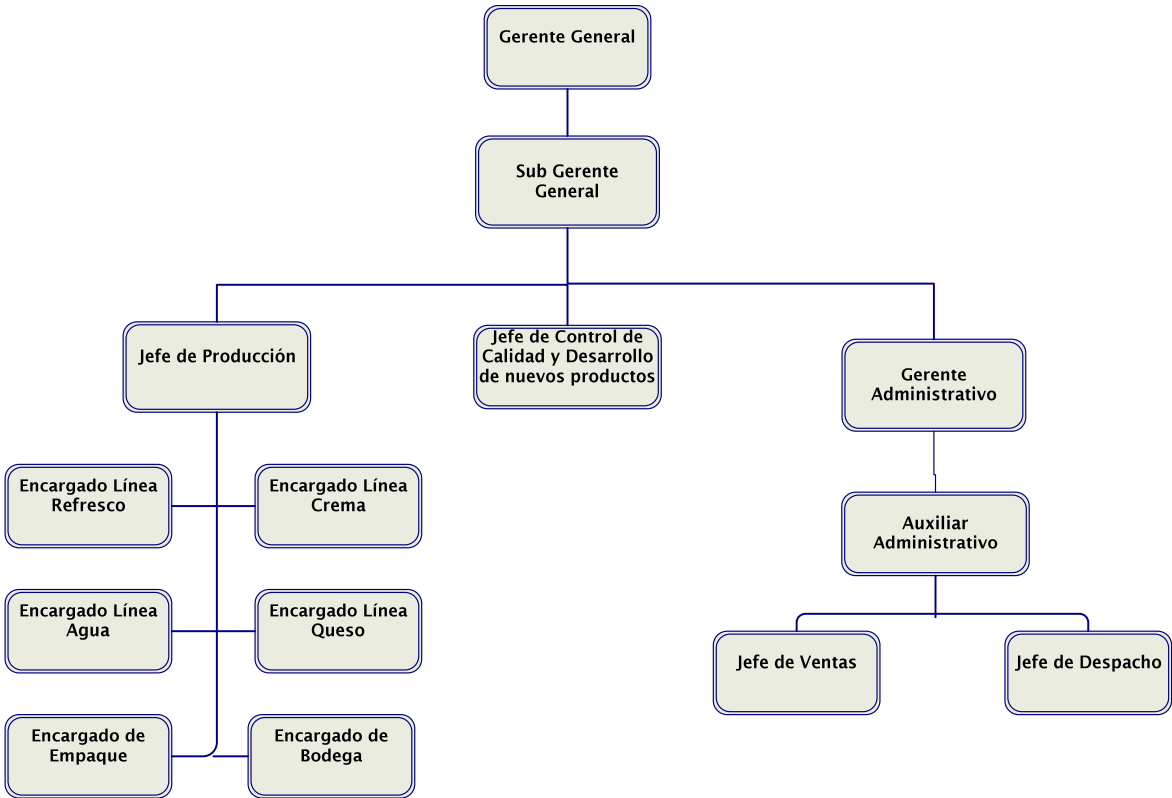 Gerente General
Sub Gerente
General
Jefe de Producción
Jefe de Control de
Calidad y Desarrollo
de nuevos productos
Gerente
Administrativo
Encargado Línea
Refresco
Encargado Línea
Crema
Auxiliar
Administrativo
Encargado Línea
Agua
Encargado Línea
Queso
Jefe de Ventas
Jefe de Despacho
Empargado de
Empaque
Encargado de
Bodega